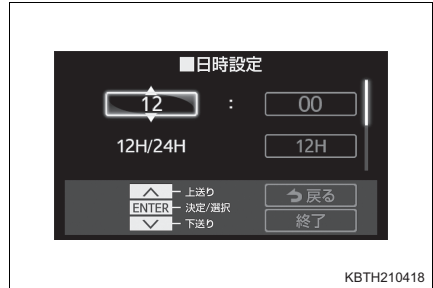 ■日時設定
12 : 00
12H/24H 12H
上送り
ENTER 決定/選択
下送り
戻る
終了
KBTH210418